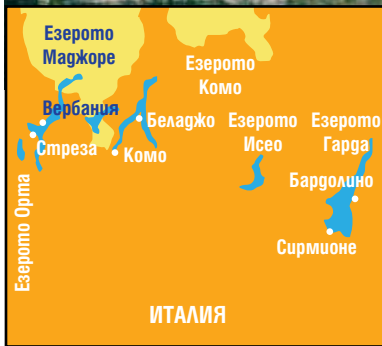 Езерото
Маджоре
Езерото
Комо
Вербания
Беладжо
Езерото
Исео
Езерото
Гарда
Стреза
Комо
Бардолино
Сирмионе
Езерото Орта
ИТАЛИЯ